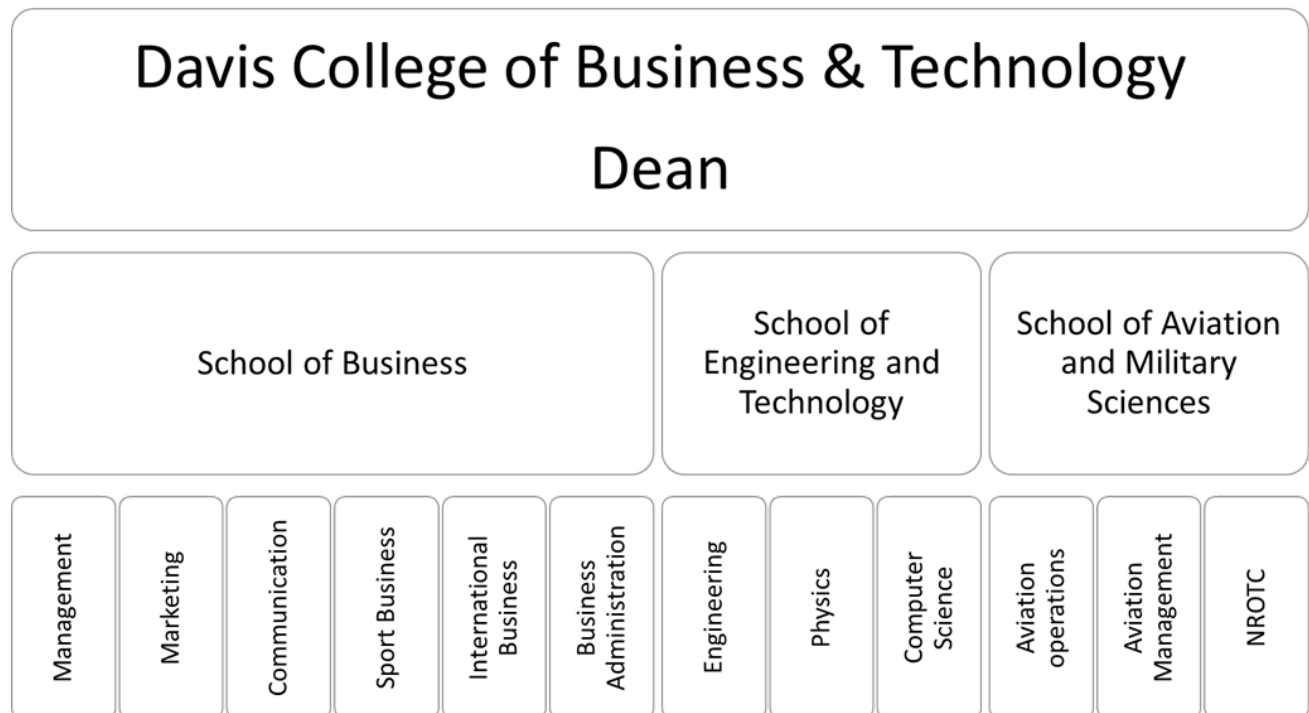 Davis College of Business & Technology
Dean
School of Business
School of
Engineering and
Technology
School of Aviation
and Military
Sciences
Management
Marketing
Communication
Sport Business
International
Business
Business
Administration
Engineering
Physics
Computer
Science
Aviation
operations
Aviation
Management
NROTC